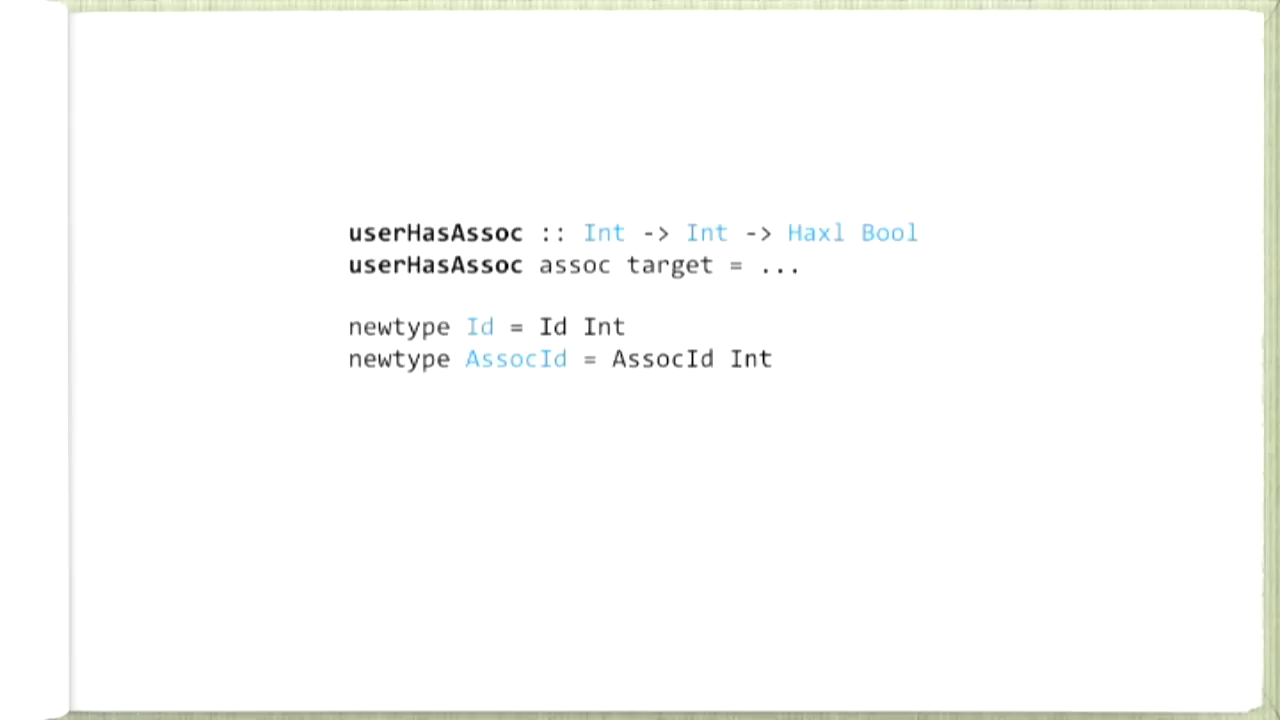 userHasAssoc :: Int -> Int -> Haxl Bool
userHasAssoc assoc target = ...
newtype Id = Id Int
newtype AssocId = AssocId Int